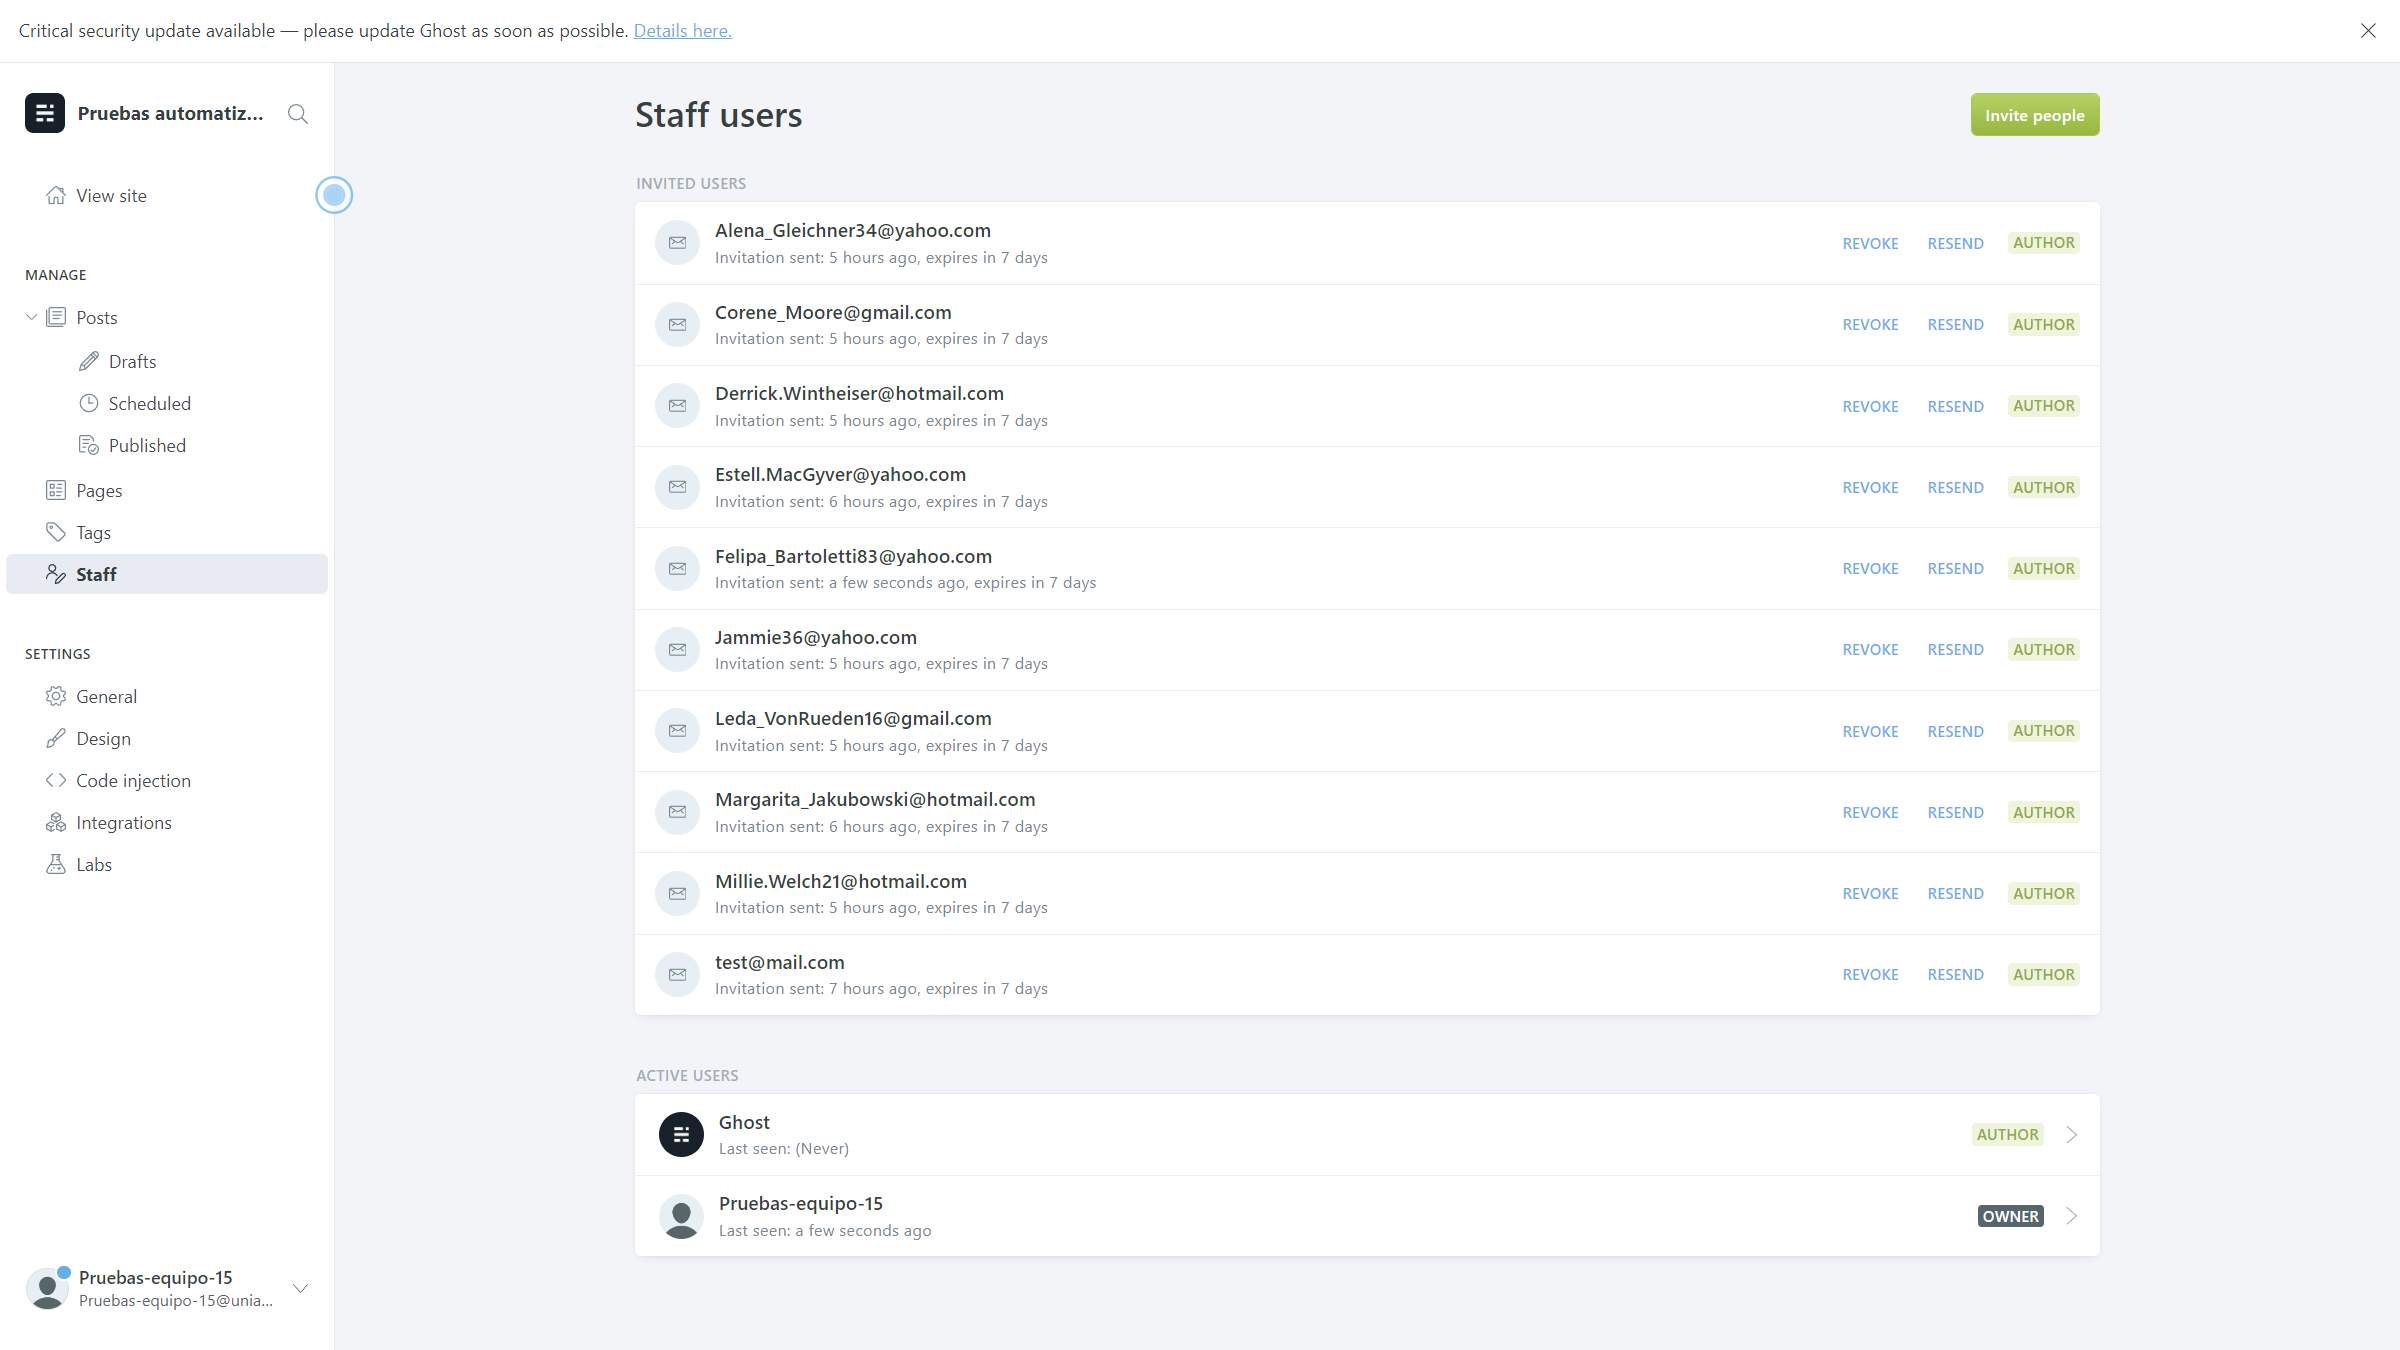 Critical security update available — please update Ghost as soon as possible. Details here.
Pruebas automatiz...
View site
MANAGE
Posts
Drafts
Scheduled
Published
Pages
Tags
Staff
SETTINGS
General
Design
Code injection
Integrations
Labs
Pruebas-equipo-15
Pruebas-equipo-15@unia...
Staff users
Invite people
INVITED USERS
Alena_Gleichner34@yahoo.com
Invitation sent: 5 hours ago, expires in 7 days
REVOKE RESEND AUTHOR
Corene_Moore@gmail.com
Invitation sent: 5 hours ago, expires in 7 days
REVOKE RESEND AUTHOR
Derrick.Wintheiser@hotmail.com
Invitation sent: 5 hours ago, expires in 7 days
REVOKE RESEND AUTHOR
Estell.MacGyver@yahoo.com
Invitation sent: 6 hours ago, expires in 7 days
REVOKE RESEND AUTHOR
Felipa_Bartoletti83@yahoo.com
Invitation sent: a few seconds ago, expires in 7 days
REVOKE RESEND AUTHOR
Jammie36@yahoo.com
Invitation sent: 5 hours ago, expires in 7 days
REVOKE RESEND AUTHOR
Leda_VonRueden16@gmail.com
Invitation sent: 5 hours ago, expires in 7 days
REVOKE RESEND AUTHOR
Margarita_Jakubowski@hotmail.com
Invitation sent: 6 hours ago, expires in 7 days
REVOKE RESEND AUTHOR
Millie.Welch21@hotmail.com
Invitation sent: 5 hours ago, expires in 7 days
REVOKE RESEND AUTHOR
test@mail.com
Invitation sent: 7 hours ago, expires in 7 days
REVOKE RESEND AUTHOR
ACTIVE USERS
Ghost
Last seen: (Never)
AUTHOR
Pruebas-equipo-15
Last seen: a few seconds ago
OWNER